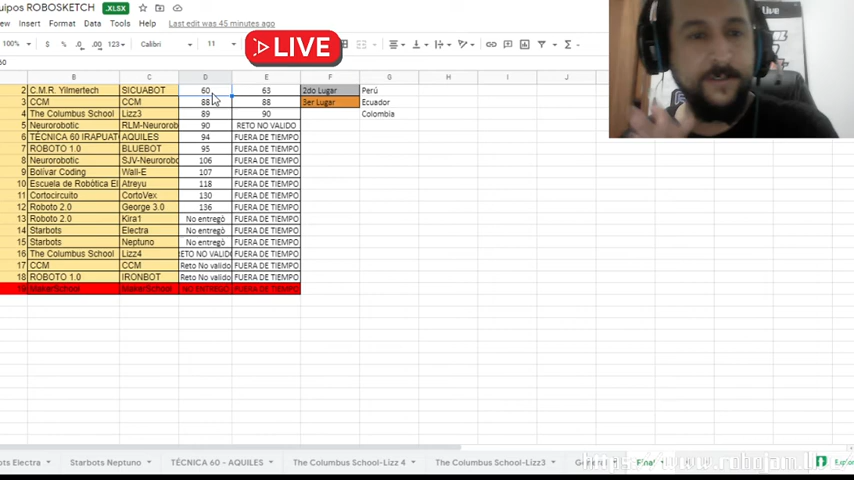 quipos ROBOSKETCH .XLSX
View Insert Format Data Tools Help Last edit was 45 minutes ago
100% % .0 .00 123 Calibri 11
LIVE
60
B C D E F G H I J K
2 C.M.R. Yilmertech SICUABOT 60 63 2do Lugar Perú
3 CCM CCM 88 88 3er Lugar Ecuador
4 The Columbus School Lizz3 89 90 Colombia
5 Neurorobotic RLM-Neurorob 90 RETO NO VALIDO
6 TÉCNICA 60 IRAPUAT AQUILES 94 FUERA DE TIEMPO
7 ROBOTO 1.0 BLUEBOT 95 FUERA DE TIEMPO
8 Neurorobotic SJV-Neurorobo 106 FUERA DE TIEMPO
9 Bolívar Coding Wall-E 107 FUERA DE TIEMPO
10 Escuela de Robótica El Atreyu 118 FUERA DE TIEMPO
11 Cortocircuito CortoVex 130 FUERA DE TIEMPO
12 Roboto 2.0 George 3.0 136 FUERA DE TIEMPO
13 Roboto 2.0 Kira1 No entregó FUERA DE TIEMPO
14 Starbots Electra No entregó FUERA DE TIEMPO
15 Starbots Neptuno No entregó FUERA DE TIEMPO
16 The Columbus School Lizz4 RETO NO VALID FUERA DE TIEMPO
17 CCM CCM Reto No valido FUERA DE TIEMPO
18 ROBOTO 1.0 IRONBOT Reto No valido FUERA DE TIEMPO
19 MakerSchool MakerSchool NO ENTREGO FUERA DE TIEMPO
ts Electra Starbots Neptuno TÉCNICA 60 - AQUILES The Columbus School-Lizz 4 The Columbus School-Lizz3 Gener Final Explor